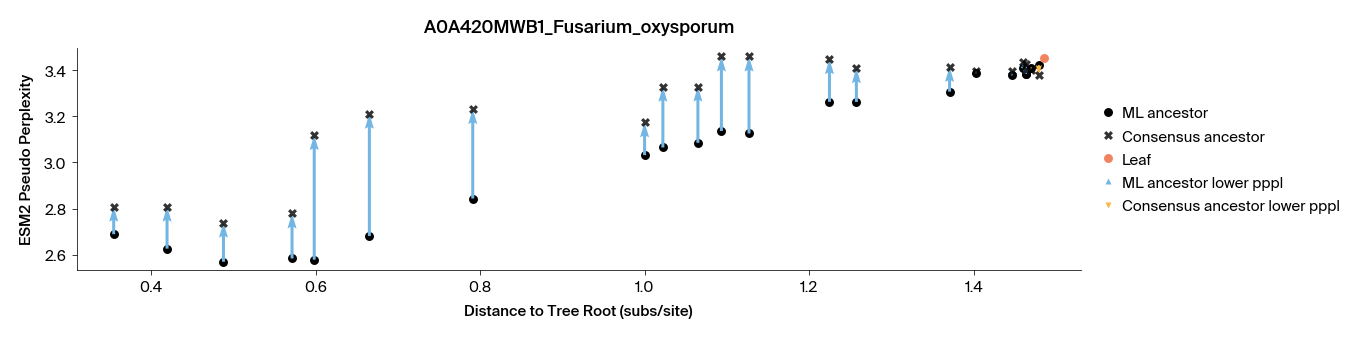 A0A420MWB1_Fusarium_oxysporum
ESM2 Pseudo Perplexity
3.4
3.2
3.0
2.8
2.6
0.4
0.6
0.8
1.0
1.2
1.4
Distance to Tree Root (subs/site)
ML ancestor
Consensus ancestor
Leaf
ML ancestor lower pppl
Consensus ancestor lower pppl